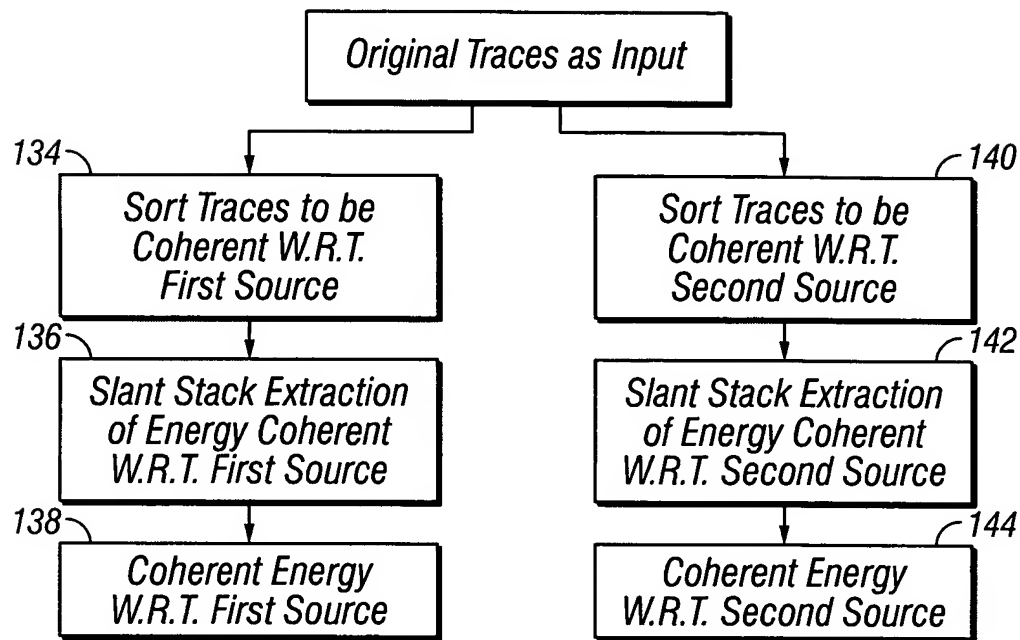 Original Traces as Input
134
Sort Traces to be
Coherent W.R.T.
First Source
136
Slant Stack Extraction
of Energy Coherent
W.R.T. First Source
138
Coherent Energy
W.R.T. First Source
140
Sort Traces to be
Coherent W.R.T.
Second Source
142
Slant Stack Extraction
of Energy Coherent
W.R.T. Second Source
144
Coherent Energy
W.R.T. Second Source